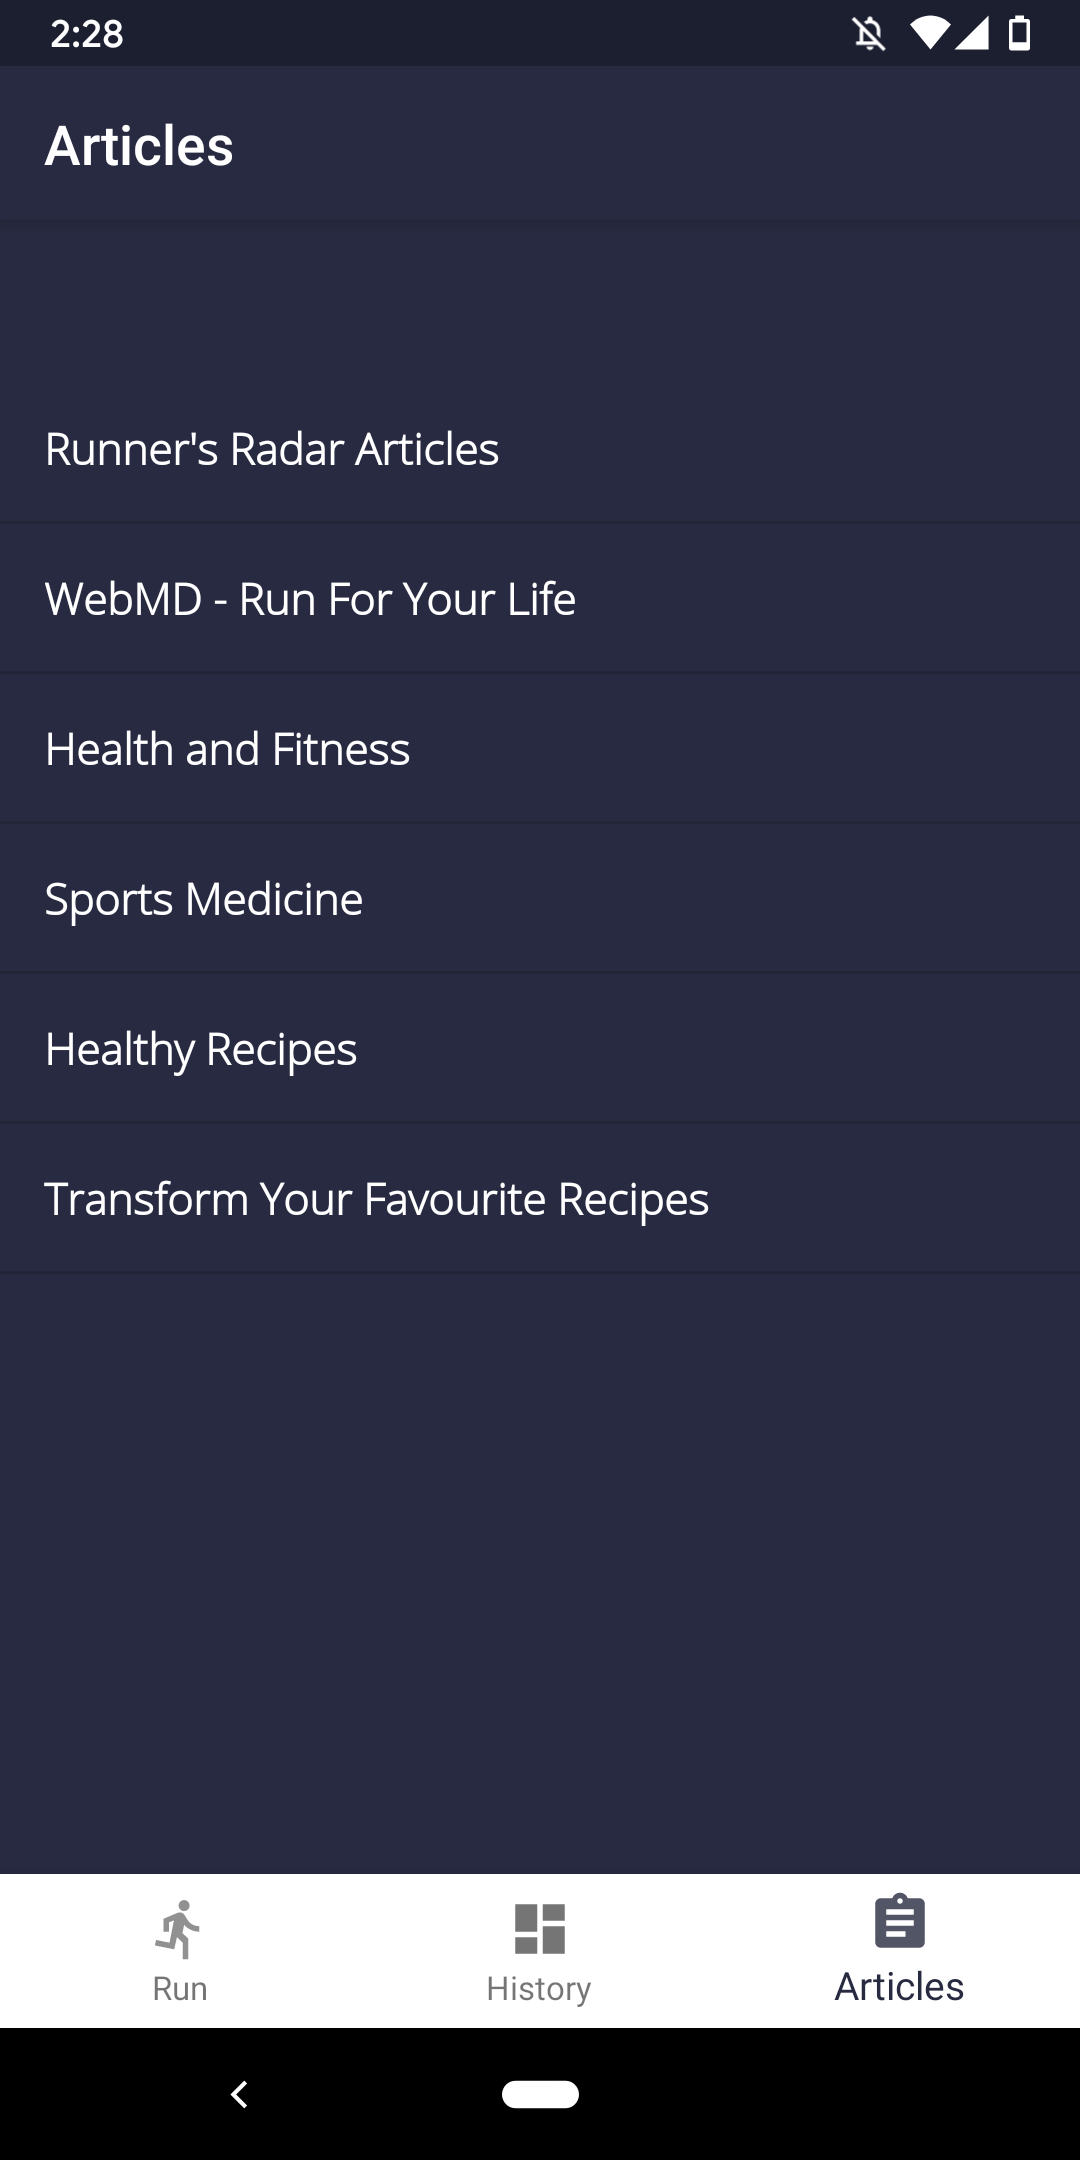 2:28
Articles
Runner's Radar Articles
WebMD - Run For Your Life
Health and Fitness
Sports Medicine
Healthy Recipes
Transform Your Favourite Recipes
Run
History
Articles